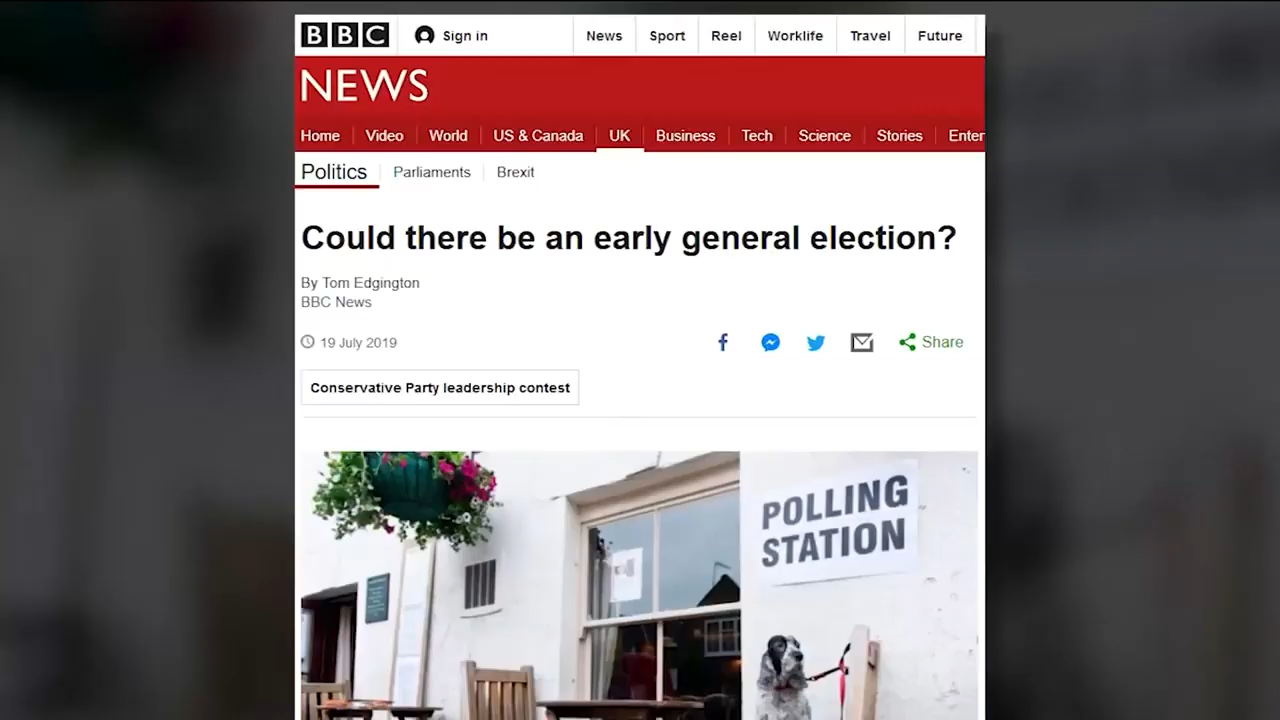 BBC Sign in News Sport Reel Worklife Travel Future
NEWS
Home Video World US & Canada UK Business Tech Science Stories Enter
Politics Parliaments Brexit
Could there be an early general election?
By Tom Edgington
BBC News
19 July 2019 Share
Conservative Party leadership contest
POLLING
STATION